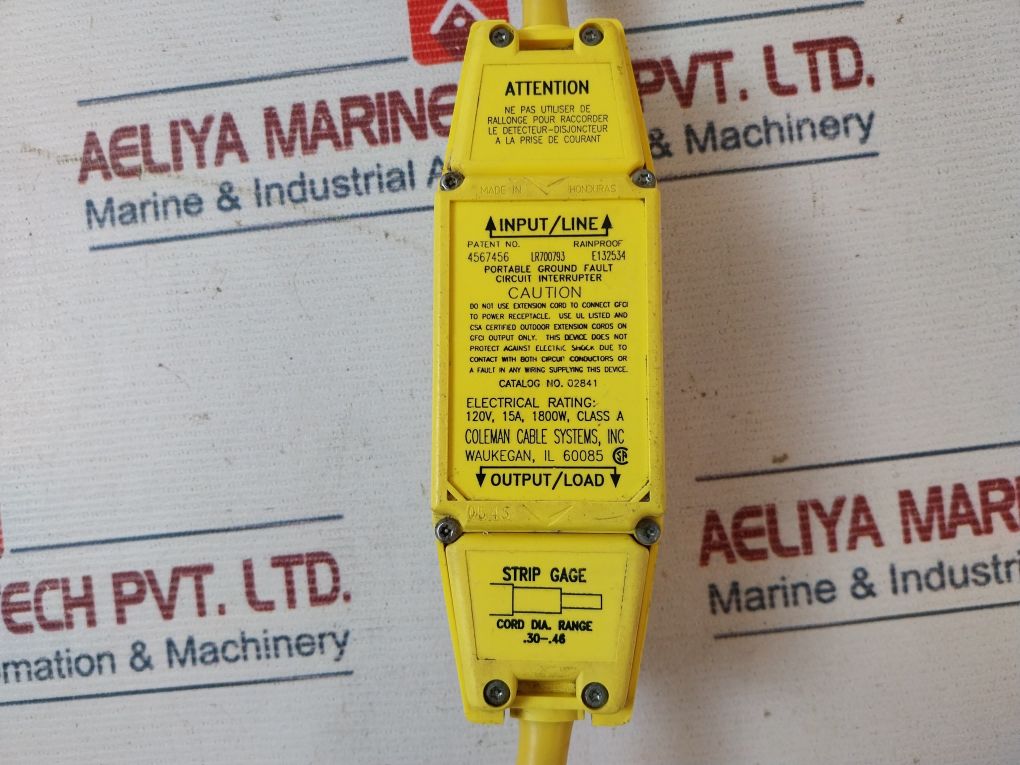 AELIYA MARINE PVT. LTD.
Marine & Industrial A & Machinery
ATTENTION
NE PAS UTILISER DE
RALLONGE POUR RACCORDER
LE DETECTEUR-DISJONCTEUR
A LA PRISE DE COURANT
MADE IN HONDURAS
INPUT/LINE
PATENT NO. RAINPROOF
4567456 LR700793 E132534
PORTABLE GROUND FAULT
CIRCUIT INTERRUPTER
CAUTION
DO NOT USE EXTENSION CORD TO CONNECT GFCI
TO POWER RECEPTACLE. USE UL LISTED AND
CSA CERTIFIED OUTDOOR EXTENSION CORDS ON
GFCI OUTPUT ONLY. THIS DEVICE DOES NOT
PROTECT AGAINST ELECTRIC SHOCK DUE TO
CONTACT WITH BOTH CIRCUIT CONDUCTORS OR
A FAULT IN ANY WIRING SUPPLYING THIS DEVICE.
CATALOG NO. 02841
ELECTRICAL RATING:
120V, 15A, 1800W, CLASS A
COLEMAN CABLE SYSTEMS, INC
WAUKEGAN, IL 60085
OUTPUT/LOAD
STRIP GAGE
CORD DIA. RANGE
.30-.46
AELIYA MARI
Marine & Industri
ECH PVT. LTD.
mation & Machinery